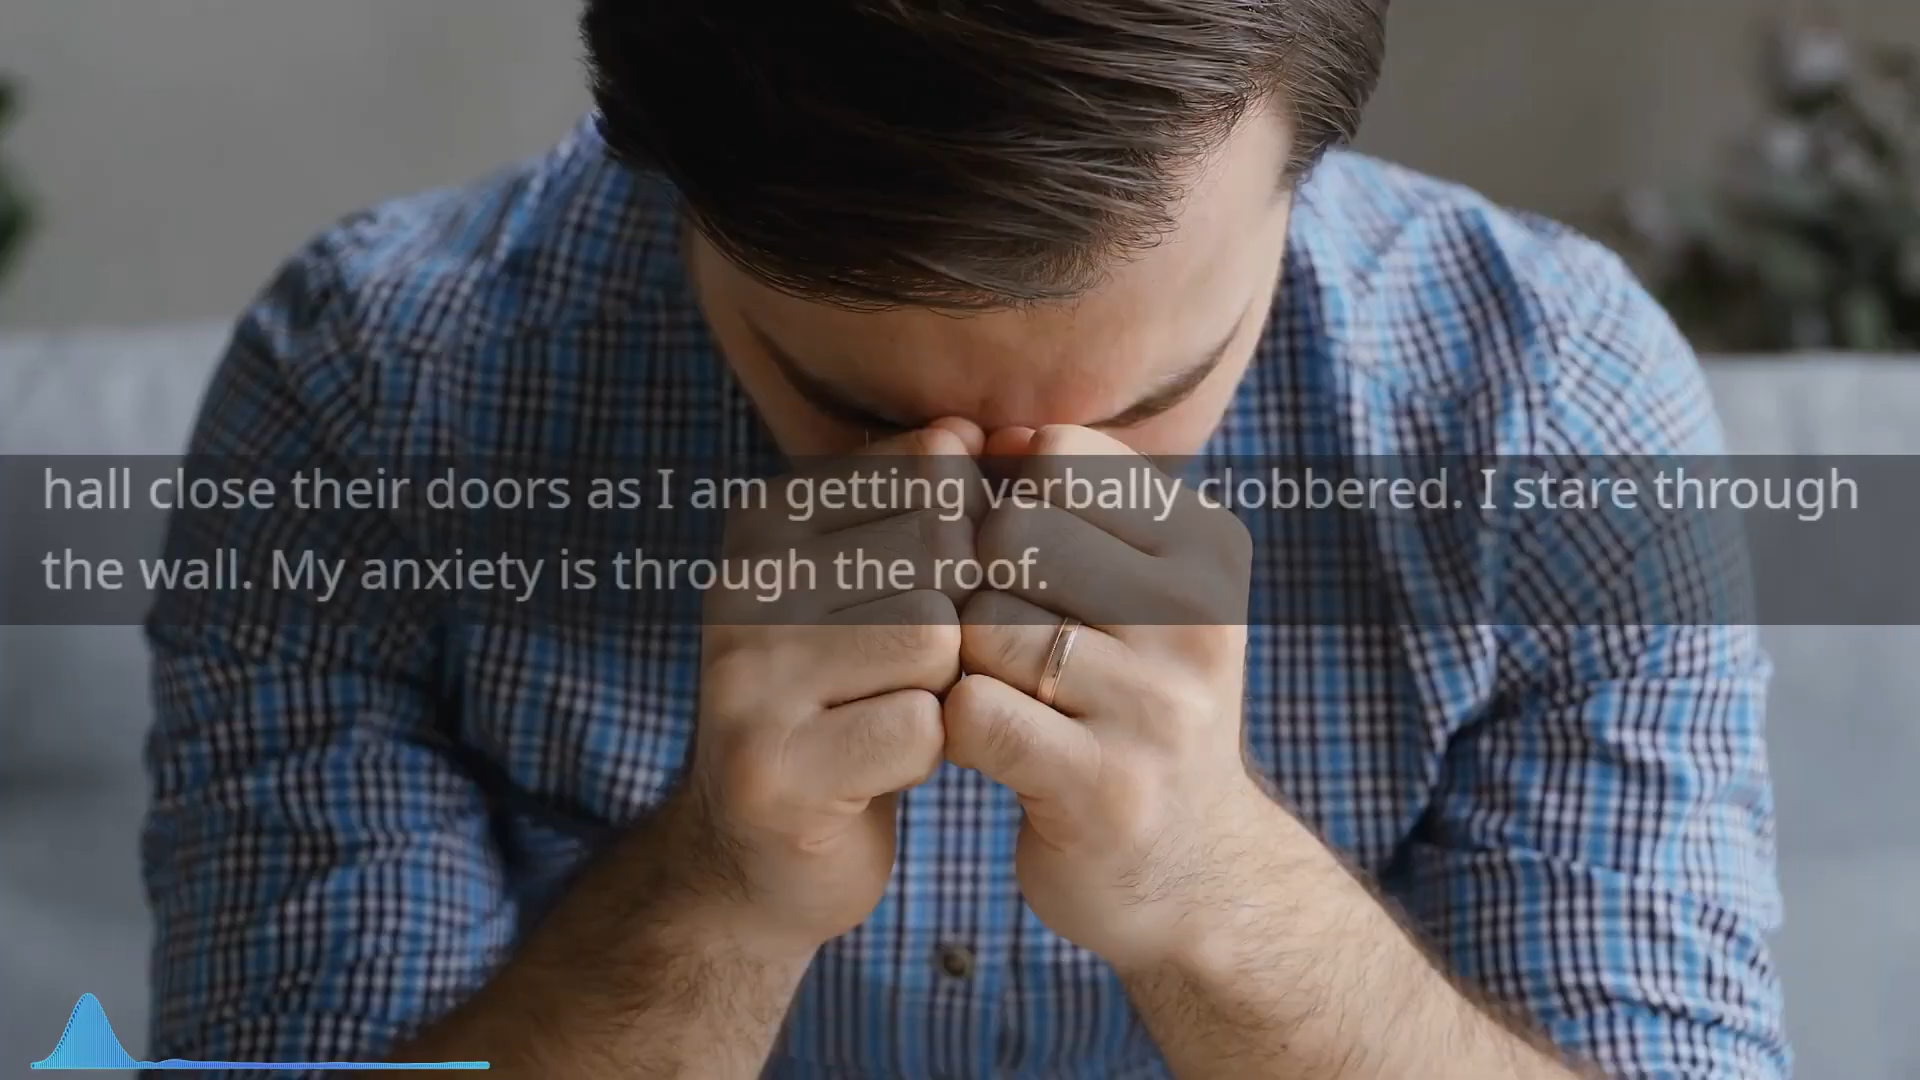 hall close their doors as I am getting verbally clobbered. I stare through
the wall. My anxiety is through the roof.